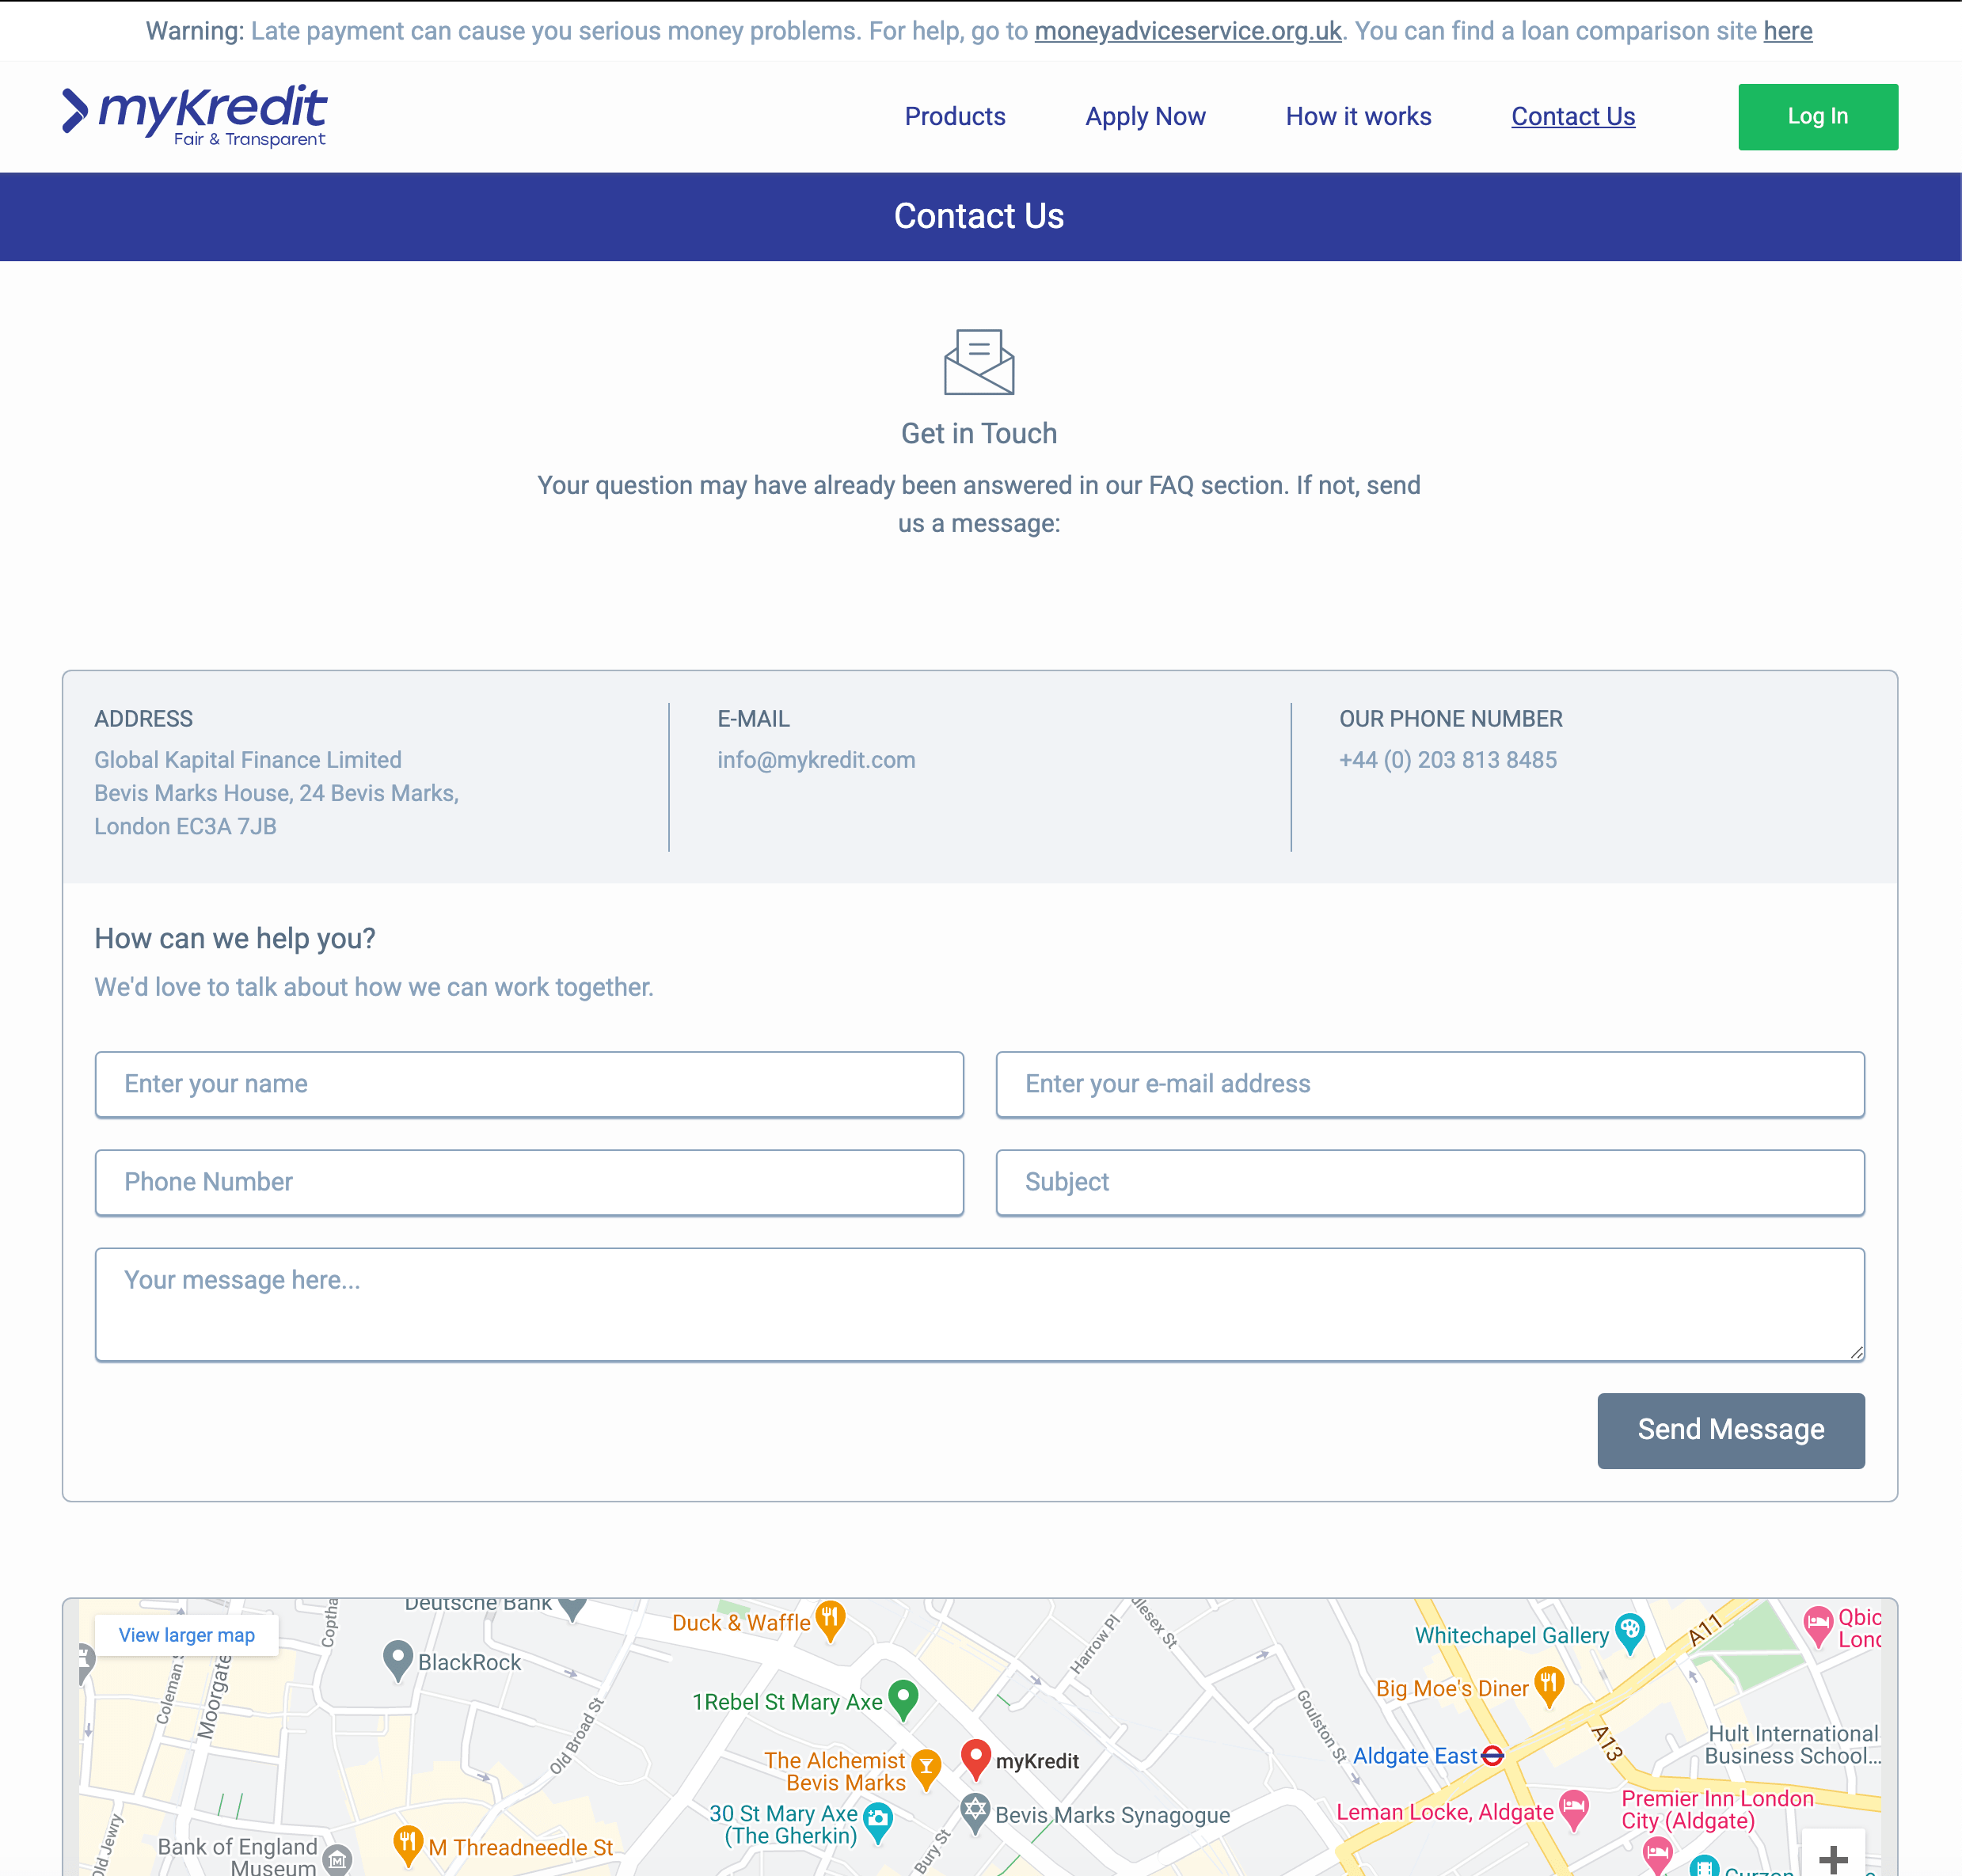 Warning: Late payment can cause you serious money problems. For help, go to moneyadviceservice.org.uk. You can find a loan comparison site here
myKredit
Fair & Transparent
Products
Apply Now
How it works
Contact Us
Log In
Contact Us
Get in Touch
Your question may have already been answered in our FAQ section. If not, send
us a message:
ADDRESS
Global Kapital Finance Limited
Bevis Marks House, 24 Bevis Marks,
London EC3A 7JB
E-MAIL
info@mykredit.com
OUR PHONE NUMBER
+44 (0) 203 813 8485
How can we help you?
We'd love to talk about how we can work together.
Enter your name
Enter your e-mail address
Phone Number
Subject
Your message here...
Send Message
View larger map
Deutsche Bank
Coptha
Duck & Waffle
dlesex St
Harrow Pl
Whitechapel Gallery
A11
Qbic
Lond
Coleman S
Moorgate
BlackRock
1Rebel St Mary Axe
Big Moe's Diner
Old Broad St
Goulston St
A13
Hult International
Business School...
The Alchemist
Bevis Marks
myKredit
Aldgate East
30 St Mary Axe
(The Gherkin)
Bevis Marks Synagogue
Leman Locke, Aldgate
Premier Inn London
City (Aldgate)
Old Jewry
Bank of England
Museum
M Threadneedle St
Bury St